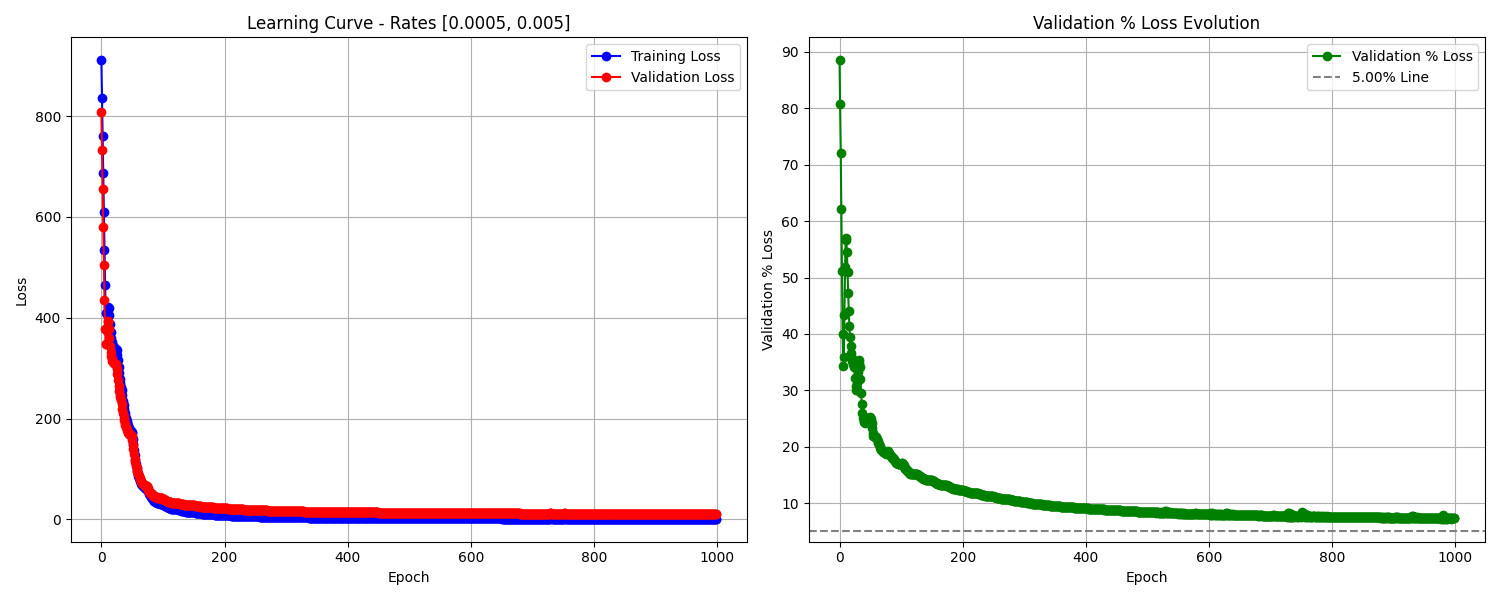 Learning Curve - Rates [0.0005, 0.005]
Training Loss
Validation Loss
Loss
800
600
400
200
0
0 200 400 600 800 1000
Epoch
Validation % Loss Evolution
Validation % Loss
5.00% Line
Validation % Loss
90
80
70
60
50
40
30
20
10
0 200 400 600 800 1000
Epoch